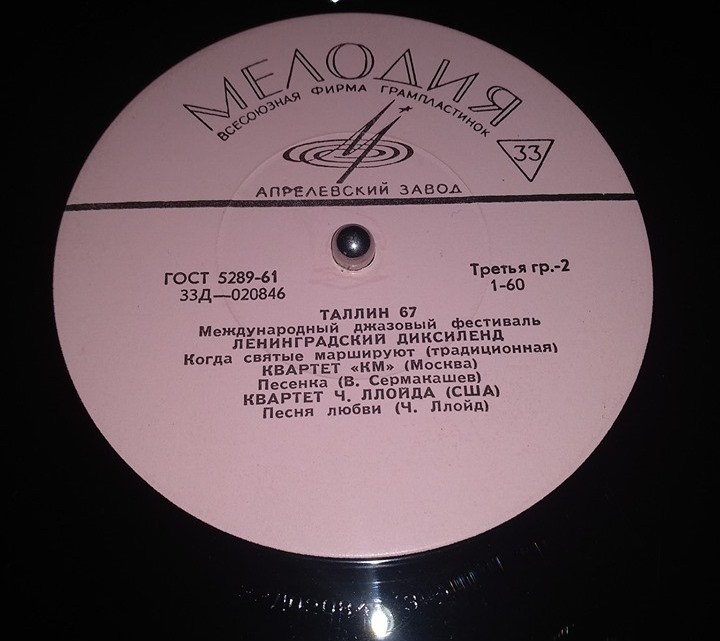 МЕЛОДИЯ
ВСЕСОЮЗНАЯ ФИРМА ГРАМПЛАСТИНОК
33
АПРЕЛЕВСКИЙ ЗАВОД
ГОСТ 5289-61
33Д—020846
Третья гр.-2
1-60
ТАЛЛИН 67
Международный джазовый фестиваль
ЛЕНИНГРАДСКИЙ ДИКСИЛЕНД
Когда святые маршируют (традиционная)
КВАРТЕТ «КМ» (Москва)
Песенка (В. Сермакашев)
КВАРТЕТ Ч. ЛЛОЙДА (США)
Песня любви (Ч. Ллойд)